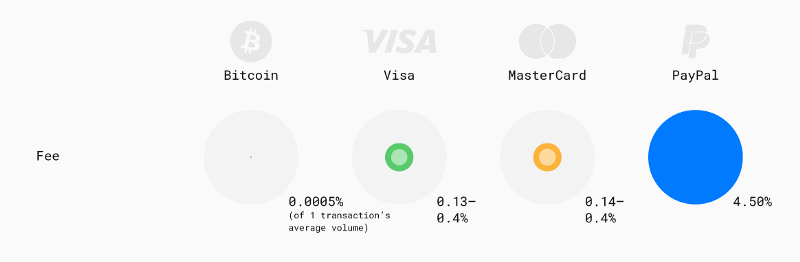 VISA
Bitcoin
Visa
MasterCard
PayPal
Fee
0.0005%
(of 1 transaction's
average volume)
0.13—
0.4%
0.14—
0.4%
4.50%